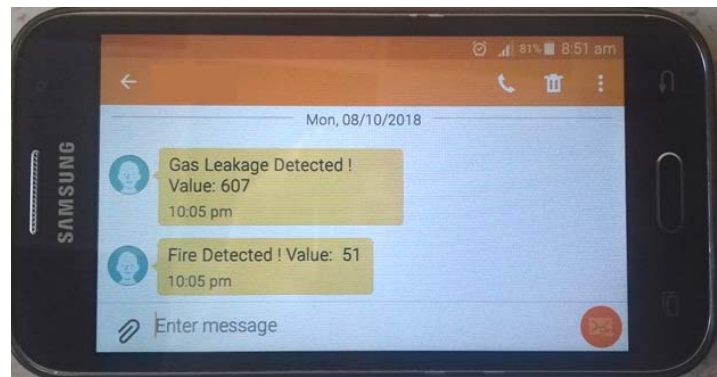 SAMSUNG
81% 8:51 am
Mon, 08/10/2018
Gas Leakage Detected !
Value: 607
10:05 pm
Fire Detected ! Value: 51
10:05 pm
Enter message